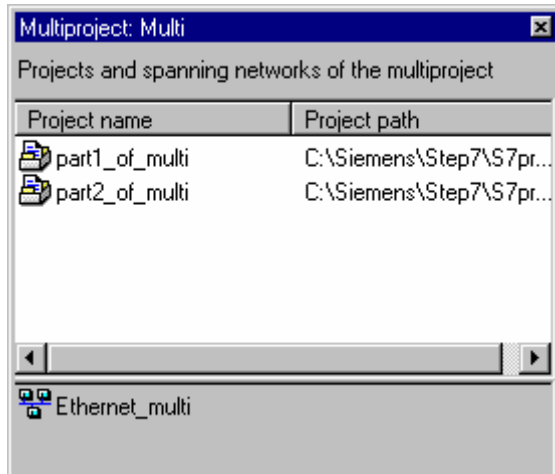 Multiproject: Multi
Projects and spanning networks of the multiproject
Project name Project path
part1_of_multi C:\Siemens\Step7\S7pr...
part2_of_multi C:\Siemens\Step7\S7pr...
Ethernet_multi